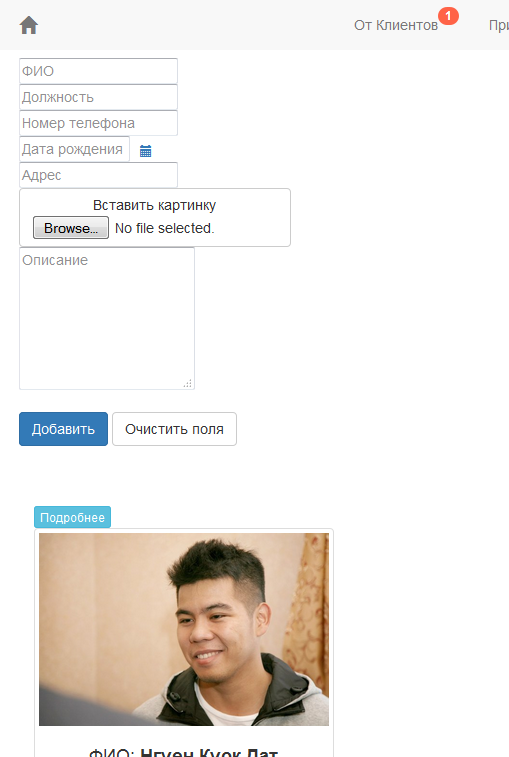 От Клиентов 1 При
ФИО
Должность
Номер телефона
Дата рождения
Адрес
Вставить картинку
Browse... No file selected.
Описание
Добавить Очистить поля
Подробнее
ФИО: Нгуен Куок Дат